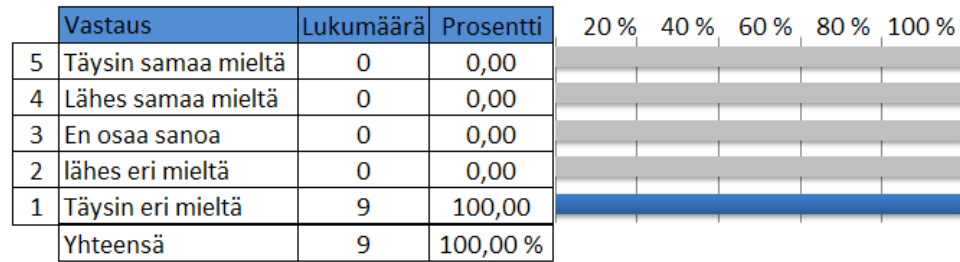 Vastaus Lukumäärä Prosentti 20 % 40 % 60 % 80 % 100 %
5 Täysin samaa mieltä 0 0,00
4 Lähes samaa mieltä 0 0,00
3 En osaa sanoa 0 0,00
2 lähes eri mieltä 0 0,00
1 Täysin eri mieltä 9 100,00
Yhteensä 9 100,00 %